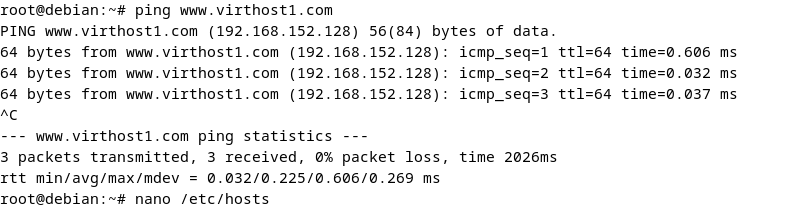 root@debian:~# ping www.virthost1.com
PING www.virthost1.com (192.168.152.128) 56(84) bytes of data.
64 bytes from www.virthost1.com (192.168.152.128): icmp_seq=1 ttl=64 time=0.606 ms
64 bytes from www.virthost1.com (192.168.152.128): icmp_seq=2 ttl=64 time=0.032 ms
64 bytes from www.virthost1.com (192.168.152.128): icmp_seq=3 ttl=64 time=0.037 ms
^C
--- www.virthost1.com ping statistics ---
3 packets transmitted, 3 received, 0% packet loss, time 2026ms
rtt min/avg/max/mdev = 0.032/0.225/0.606/0.269 ms
root@debian:~# nano /etc/hosts